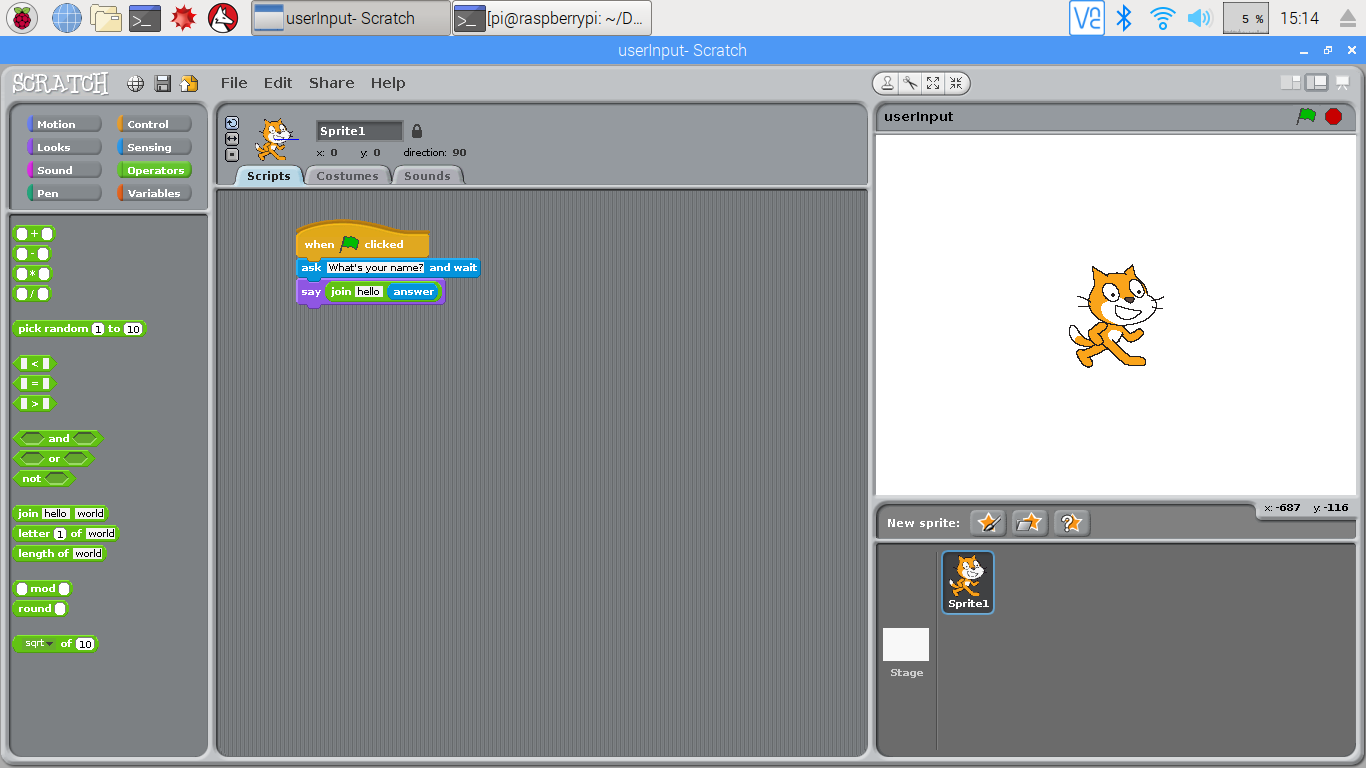 userInput- Scratch
[pi@raspberrypi: ~/D...
V2
5 %
15:14
userInput- Scratch
SCRATCH
File Edit Share Help
Motion Control
Looks Sensing
Sound Operators
Pen Variables
+
-
*
/
pick random 1 to 10
<
=
>
and
or
not
join hello world
letter 1 of world
length of world
mod
round
sqrt of 10
Sprite1
x: 0 y: 0 direction: 90
Scripts Costumes Sounds
when clicked
ask What's your name? and wait
say join hello answer
userInput
x: -687 y: -116
New sprite:
Sprite1
Stage